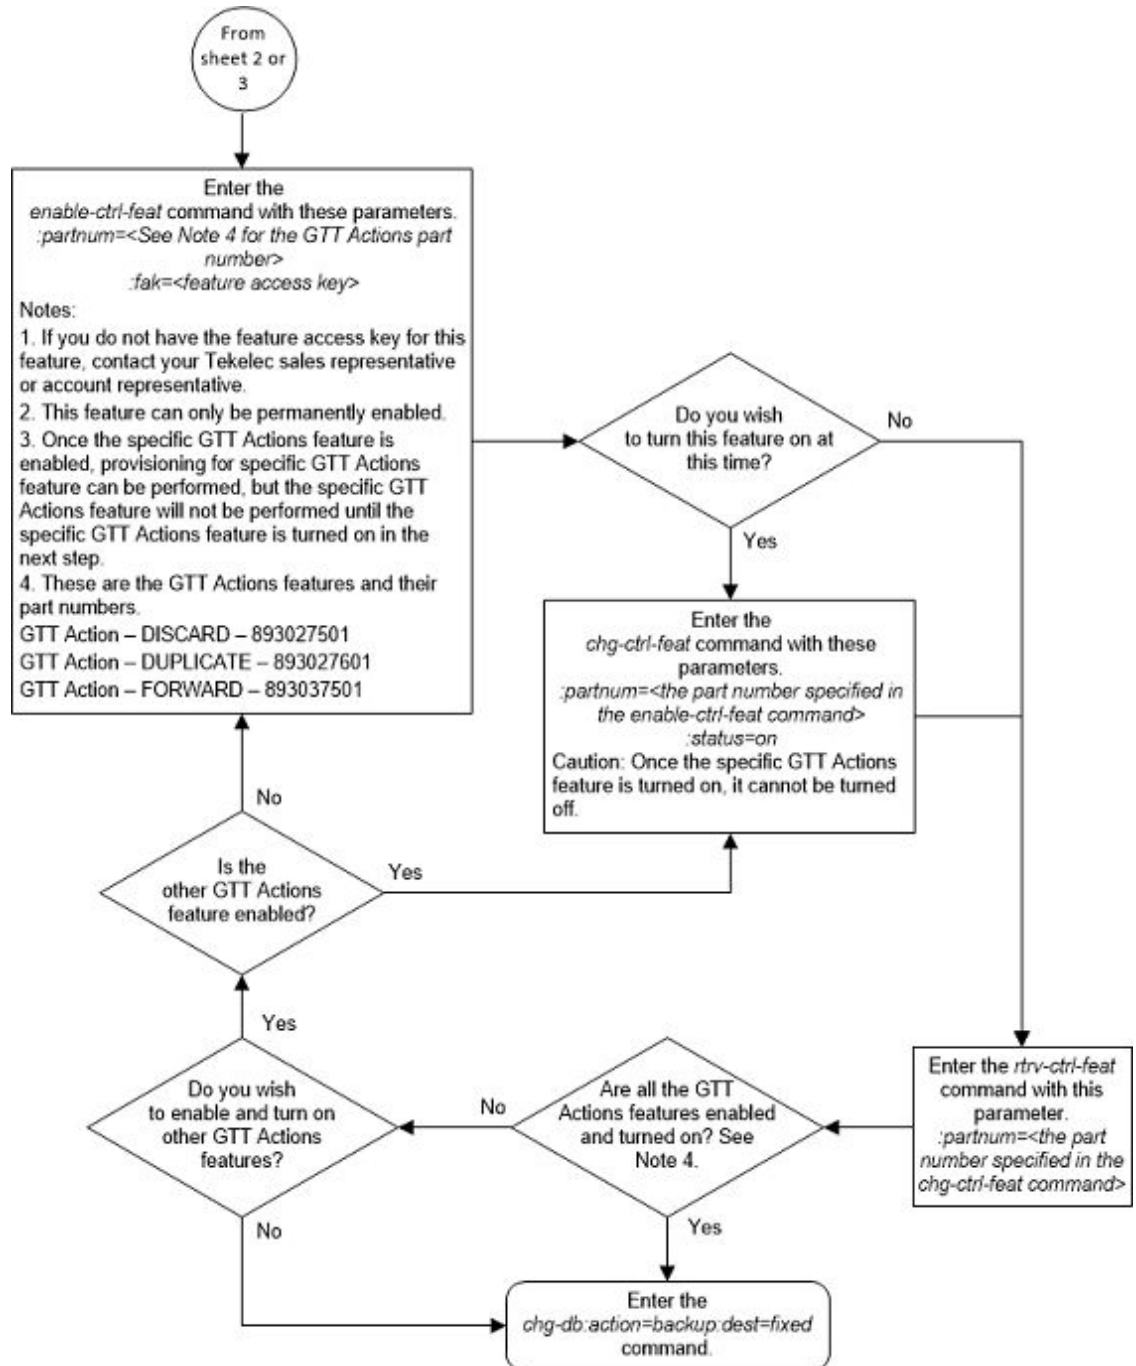 From
sheet 2 or
3
Enter the
enable-ctrl-feat command with these parameters.
:partnum=<See Note 4 for the GTT Actions part
number>
:fak=<feature access key>
Notes:
1. If you do not have the feature access key for this
feature, contact your Tekelec sales representative
or account representative.
2. This feature can only be permanently enabled.
3. Once the specific GTT Actions feature is
enabled, provisioning for specific GTT Actions
feature can be performed, but the specific GTT
Actions feature will not be performed until the
specific GTT Actions feature is turned on in the
next step.
4. These are the GTT Actions features and their
part numbers.
GTT Action – DISCARD – 893027501
GTT Action – DUPLICATE – 893027601
GTT Action – FORWARD – 893037501
Do you wish
to turn this feature on at
this time?
No
Yes
Enter the
chg-ctrl-feat command with these
parameters.
:partnum=<the part number specified in
the enable-ctrl-feat command>
:status=on
Caution: Once the specific GTT Actions
feature is turned on, it cannot be turned
off.
No
Is the
other GTT Actions
feature enabled?
Yes
Yes
Do you wish
to enable and turn on
other GTT Actions
features?
No
No
Are all the GTT
Actions features enabled
and turned on? See
Note 4.
Yes
Enter the rtrv-ctrl-feat
command with this
parameter.
:partnum=<the part
number specified in the
chg-ctrl-feat command>
Enter the
chg-db:action=backup:dest=fixed
command.